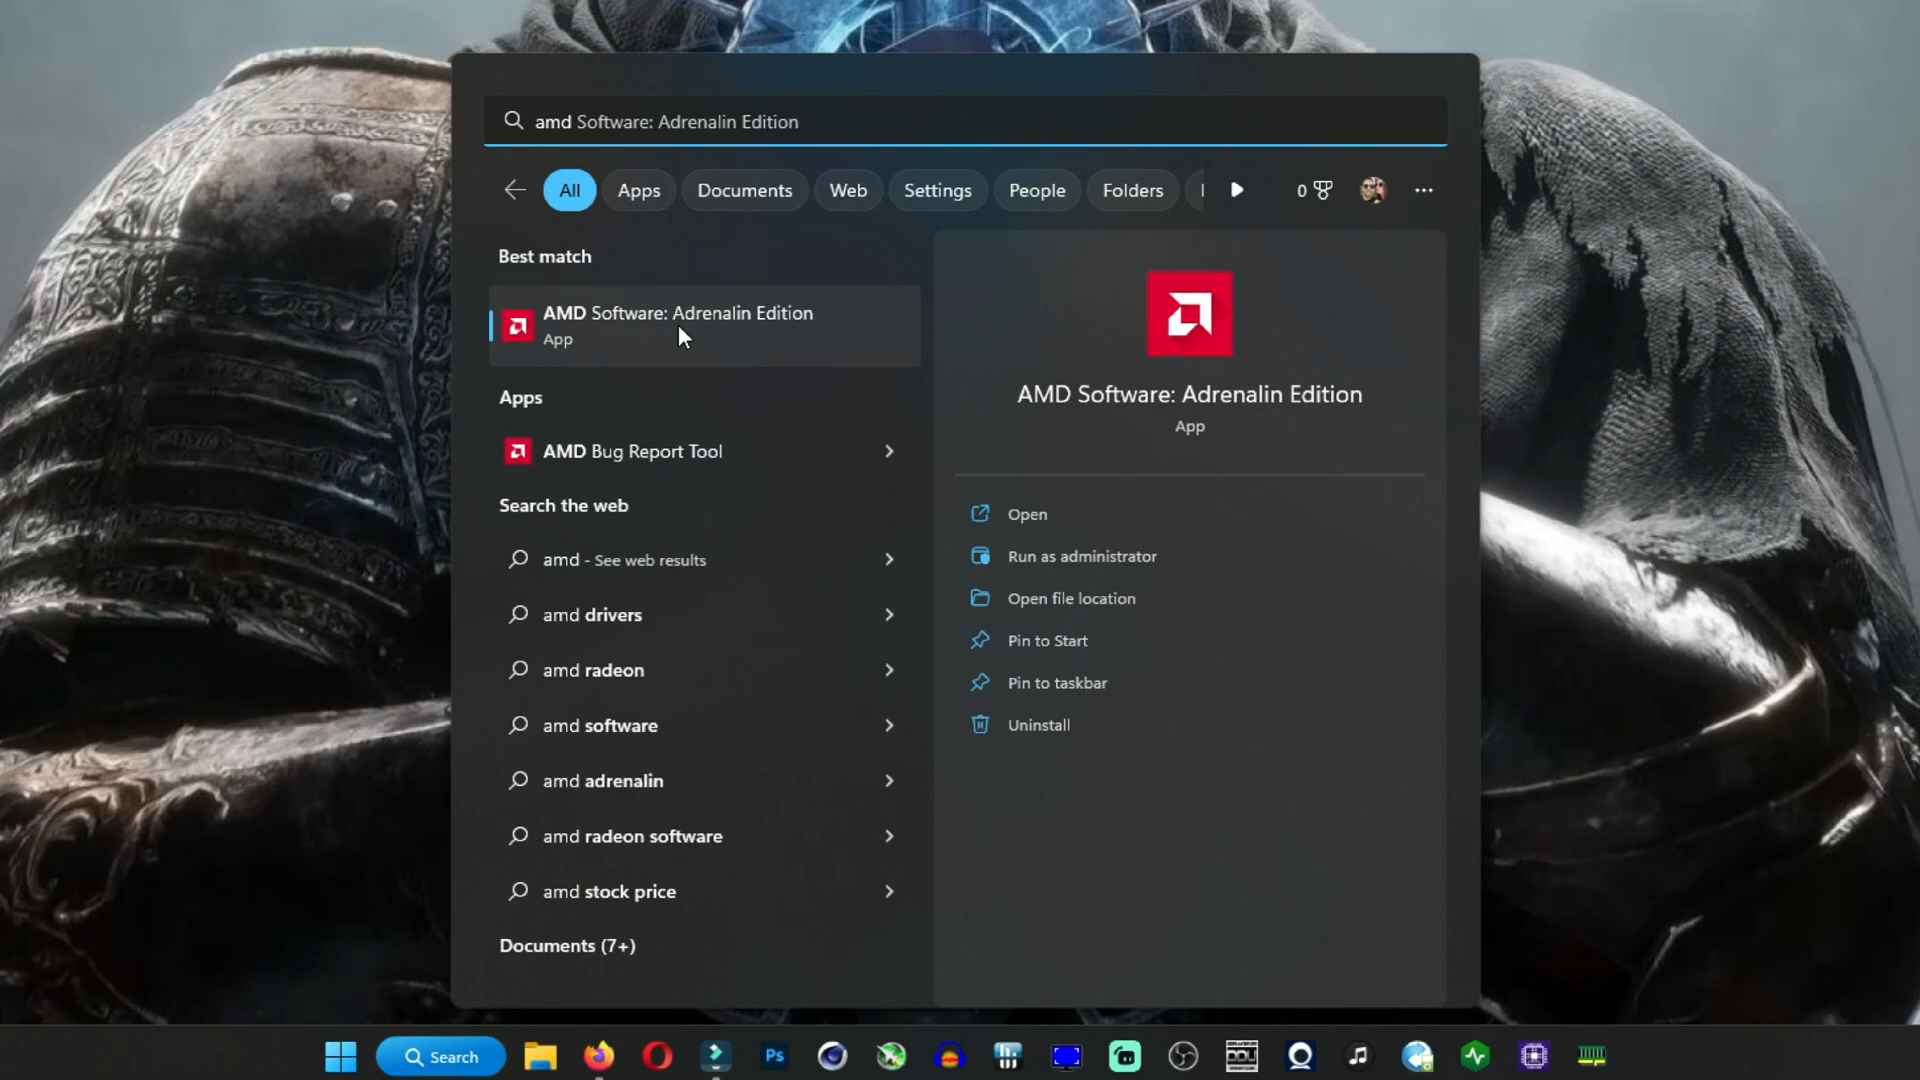 amd Software: Adrenalin Edition
All Apps Documents Web Settings People Folders 0
Best match
AMD Software: Adrenalin Edition
App
Apps
AMD Bug Report Tool
Search the web
amd - See web results
amd drivers
amd radeon
amd software
amd adrenalin
amd radeon software
amd stock price
Documents (7+)
AMD Software: Adrenalin Edition
App
Open
Run as administrator
Open file location
Pin to Start
Pin to taskbar
Uninstall
Search
Ps
DDU